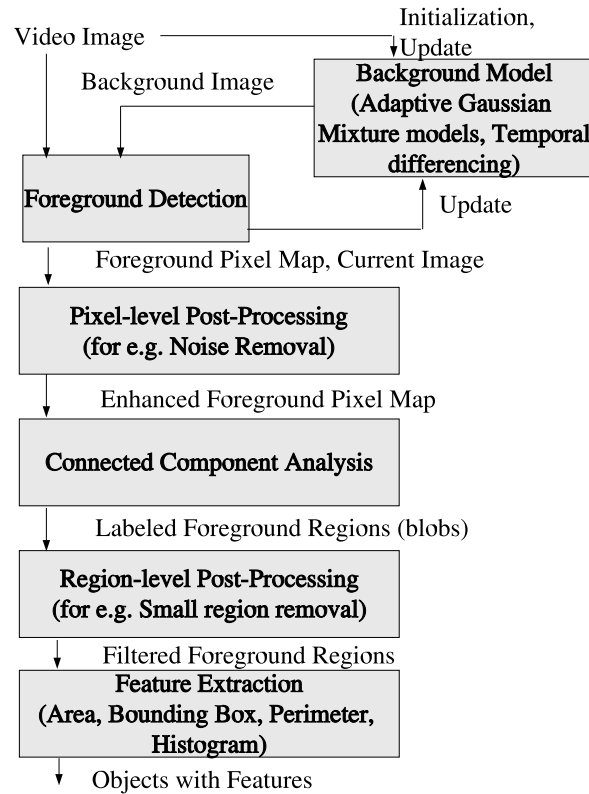 Initialization,
Video Image
Update
Background Image
Background Model
(Adaptive Gaussian
Mixture models, Temporal
differencing)
Foreground Detection
Update
Foreground Pixel Map, Current Image
Pixel-level Post-Processing
(for e.g. Noise Removal)
Enhanced Foreground Pixel Map
Connected Component Analysis
Labeled Foreground Regions (blobs)
Region-level Post-Processing
(for e.g. Small region removal)
Filtered Foreground Regions
Feature Extraction
(Area, Bounding Box, Perimeter,
Histogram)
Objects with Features